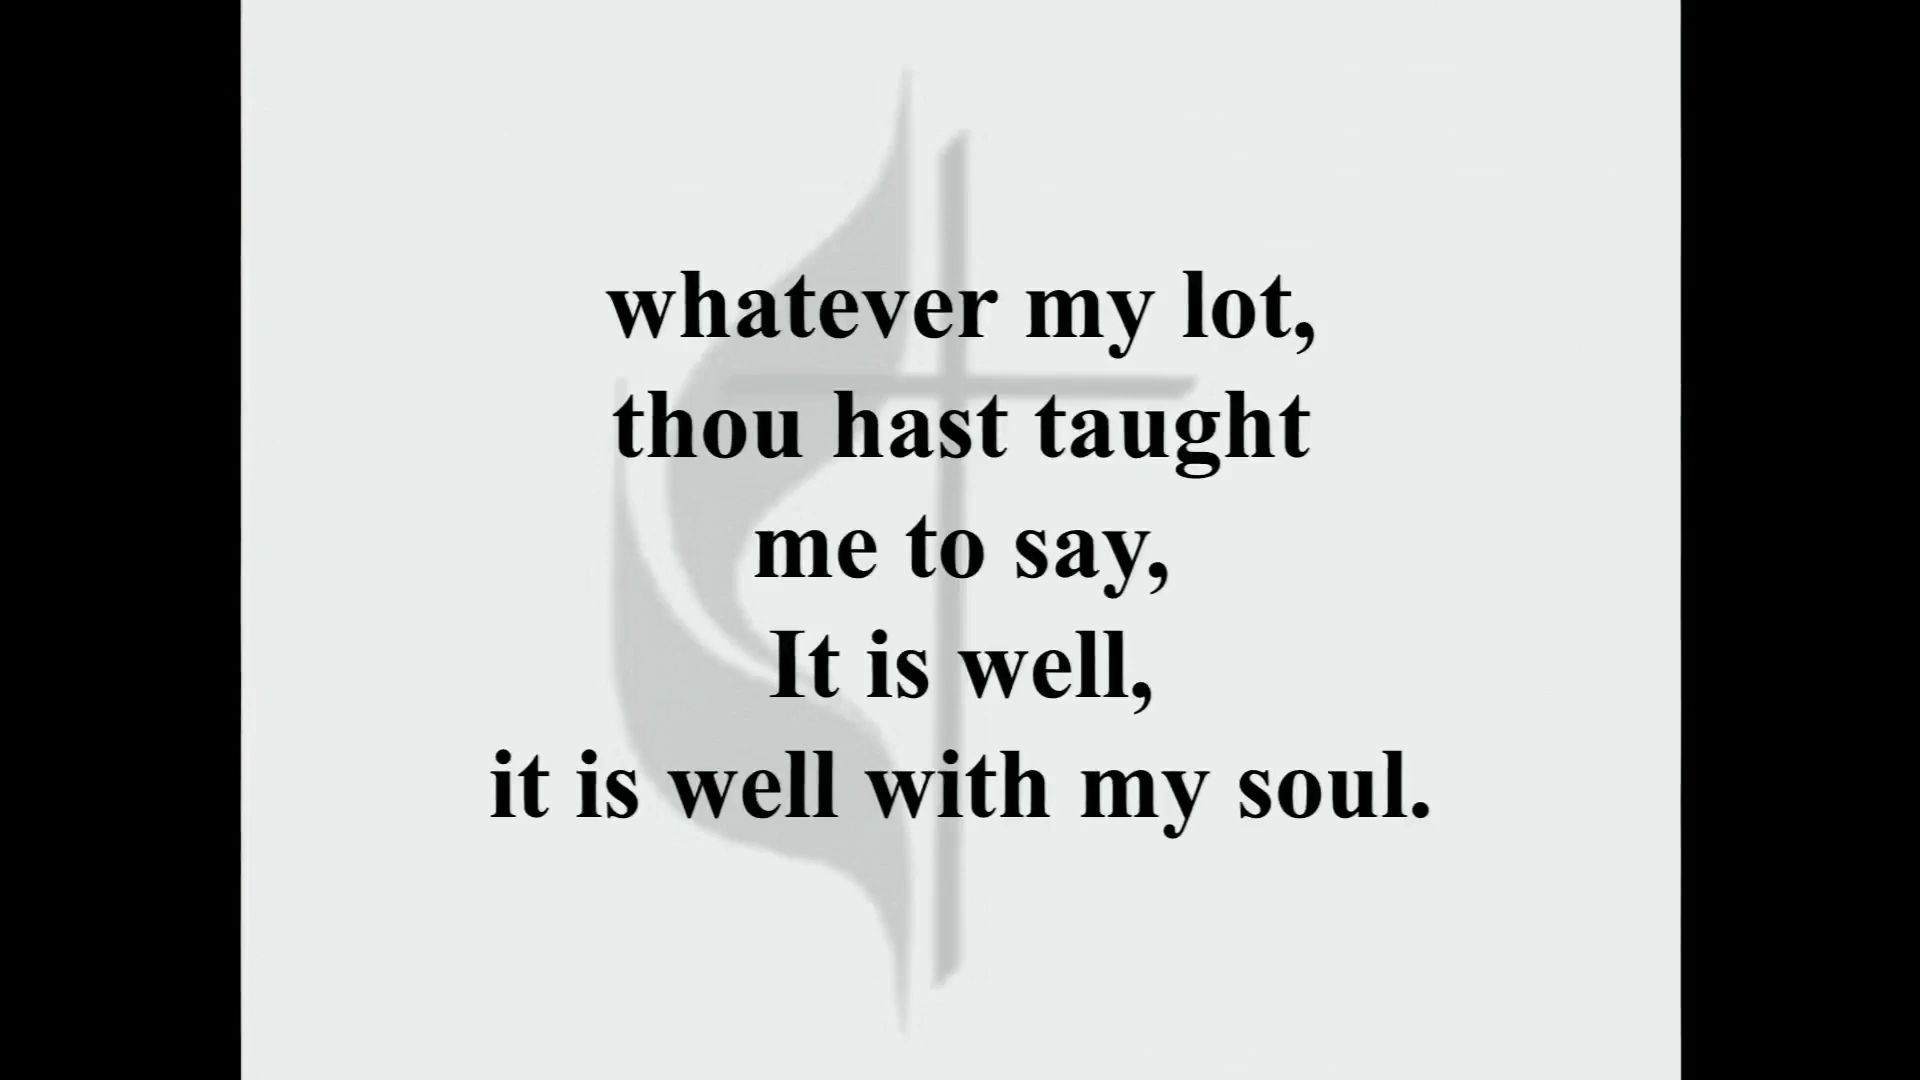 whatever my lot,
thou hast taught
me to say,
It is well,
it is well with my soul.